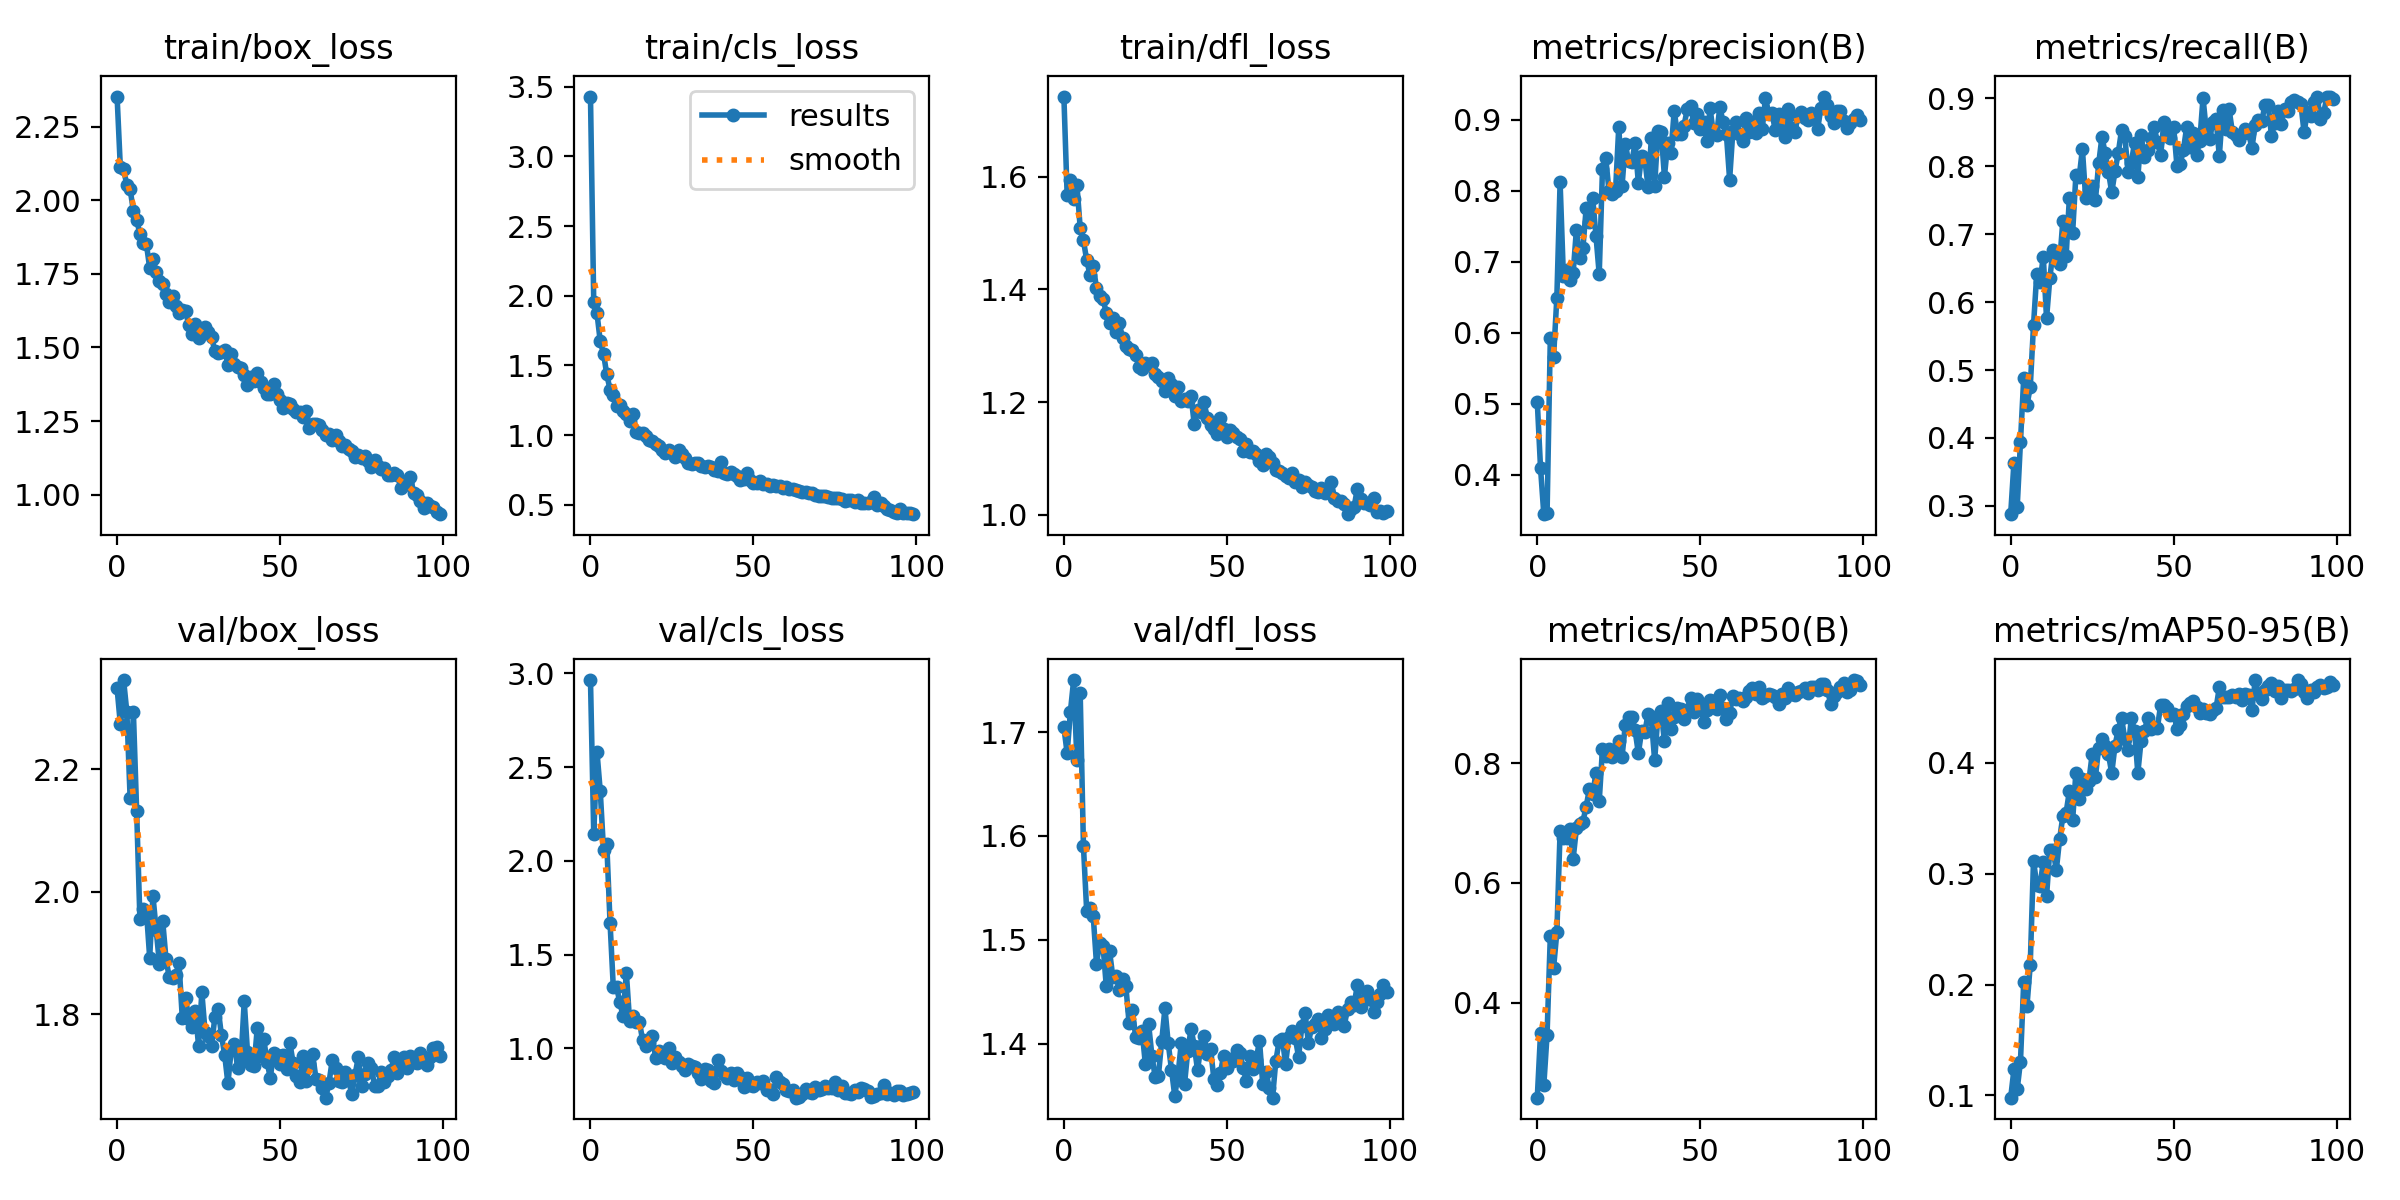 train/box_loss
train/cls_loss
train/dfl_loss
metrics/precision(B)
metrics/recall(B)
2.25
2.00
1.75
1.50
1.25
1.00
0 50 100
3.5
3.0
2.5
2.0
1.5
1.0
0.5
results
smooth
0 50 100
1.6
1.4
1.2
1.0
0 50 100
0.9
0.8
0.7
0.6
0.5
0.4
0 50 100
0.9
0.8
0.7
0.6
0.5
0.4
0.3
0 50 100
val/box_loss
val/cls_loss
val/dfl_loss
metrics/mAP50(B)
metrics/mAP50-95(B)
2.2
2.0
1.8
0 50 100
3.0
2.5
2.0
1.5
1.0
0 50 100
1.7
1.6
1.5
1.4
0 50 100
0.8
0.6
0.4
0 50 100
0.4
0.3
0.2
0.1
0 50 100